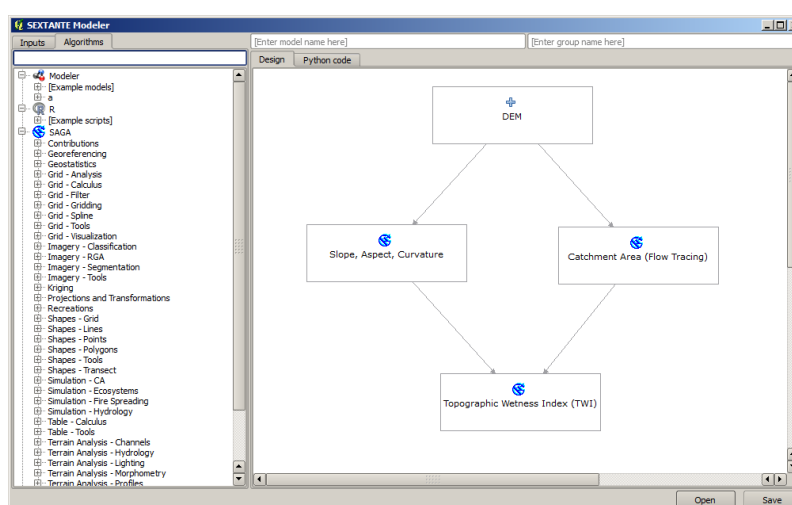 SEXTANTE Modeler
Inputs
Algorithms
[Enter model name here]
[Enter group name here]
Design
Python code
Modeler
[Example models]
a
R
[Example scripts]
SAGA
Contributions
Georeferencing
Geostatistics
Grid - Analysis
Grid - Calculus
Grid - Filter
Grid - Gridding
Grid - Spline
Grid - Tools
Grid - Visualization
Imagery - Classification
Imagery - RGA
Imagery - Segmentation
Imagery - Tools
Kriging
Projections and Transformations
Recreations
Shapes - Grid
Shapes - Lines
Shapes - Points
Shapes - Polygons
Shapes - Tools
Shapes - Transect
Simulation - CA
Simulation - Ecosystems
Simulation - Fire Spreading
Simulation - Hydrology
Table - Calculus
Table - Tools
Terrain Analysis - Channels
Terrain Analysis - Hydrology
Terrain Analysis - Lighting
Terrain Analysis - Morphometry
Terrain Analysis - Profiles
DEM
Slope, Aspect, Curvature
Catchment Area (Flow Tracing)
Topographic Wetness Index (TWI)
Open
Save